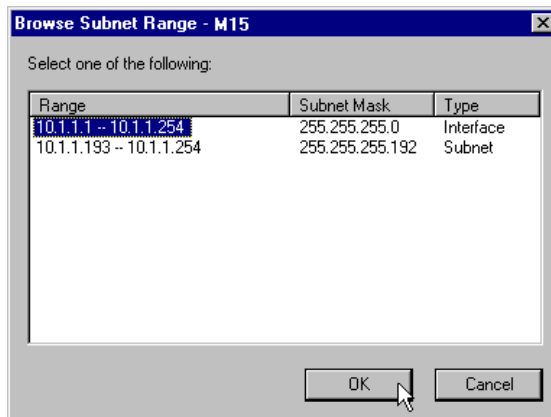 Browse Subnet Range - M15
Select one of the following:
Range Subnet Mask Type
10.1.1.1 -- 10.1.1.254 255.255.255.0 Interface
10.1.1.193 -- 10.1.1.254 255.255.255.192 Subnet
OK Cancel